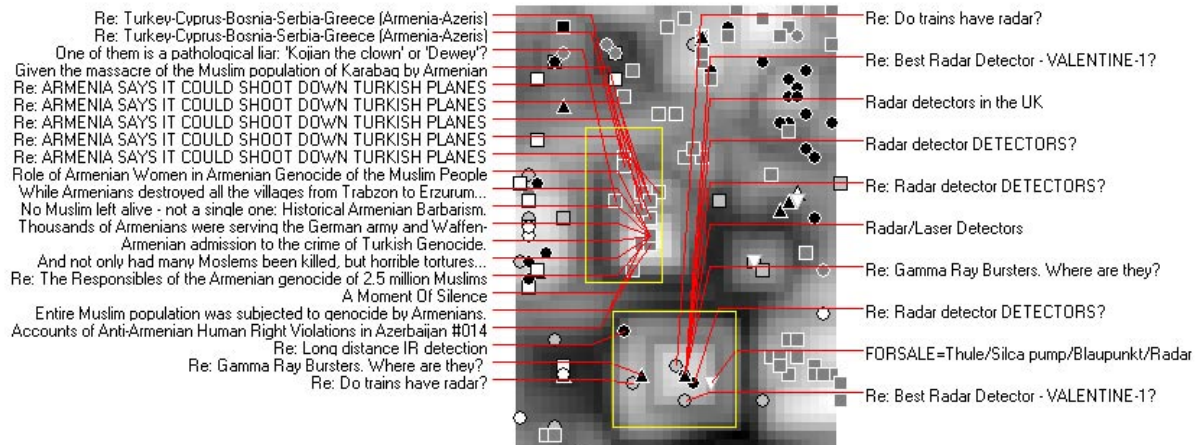 Re: Turkey-Cyprus-Bosnia-Serbia-Greece (Armenia-Azeris)
Re: Turkey-Cyprus-Bosnia-Serbia-Greece (Armenia-Azeris)
One of them is a pathological liar: 'Kojian the clown' or 'Dewey'?
Given the massacre of the Muslim population of Karabag by Armenian
Re: ARMENIA SAYS IT COULD SHOOT DOWN TURKISH PLANES
Re: ARMENIA SAYS IT COULD SHOOT DOWN TURKISH PLANES
Re: ARMENIA SAYS IT COULD SHOOT DOWN TURKISH PLANES
Re: ARMENIA SAYS IT COULD SHOOT DOWN TURKISH PLANES
Re: ARMENIA SAYS IT COULD SHOOT DOWN TURKISH PLANES
Role of Armenian Women in Armenian Genocide of the Muslim People
While Armenians destroyed all the villages from Trabzon to Erzurum...
No Muslim left alive - not a single one: Historical Armenian Barbarism.
Thousands of Armenians were serving the German army and Waffen-
Armenian admission to the crime of Turkish Genocide.
And not only had many Moslems been killed, but horrible tortures...
Re: The Responsibles of the Armenian genocide of 2.5 million Muslims
A Moment Of Silence
Entire Muslim population was subjected to genocide by Armenians.
Accounts of Anti-Armenian Human Right Violations in Azerbaijan #014
Re: Long distance IR detection
Re: Gamma Ray Bursters. Where are they?
Re: Do trains have radar?
Re: Do trains have radar?
Re: Best Radar Detector - VALENTINE-1?
Radar detectors in the UK
Radar detector DETECTORS?
Re: Radar detector DETECTORS?
Radar/Laser Detectors
Re: Gamma Ray Bursters. Where are they?
Re: Radar detector DETECTORS?
FORSALE=Thule/Silca pump/Blaupunkt/Radar
Re: Best Radar Detector - VALENTINE-1?